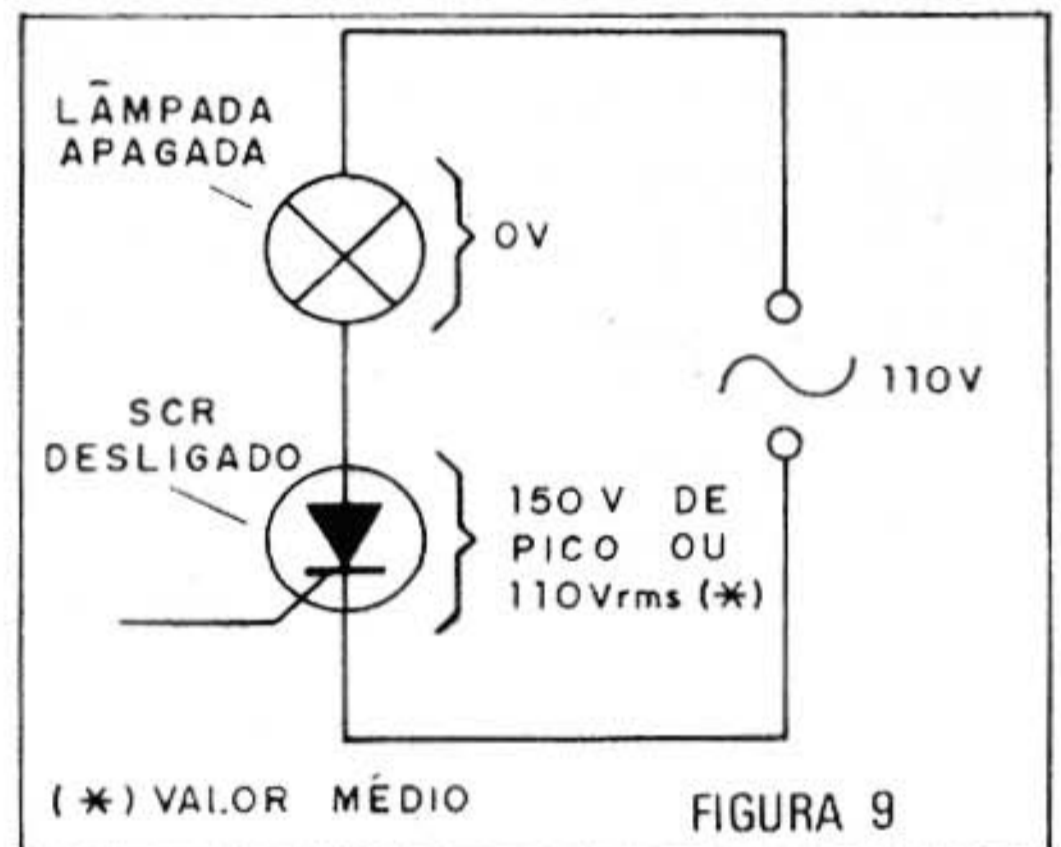 LÂMPADA
APAGADA
0V
110V
SCR
DESLIGADO
150 V DE
PICO OU
110Vrms (*)
(*) VALOR MÉDIO
FIGURA 9